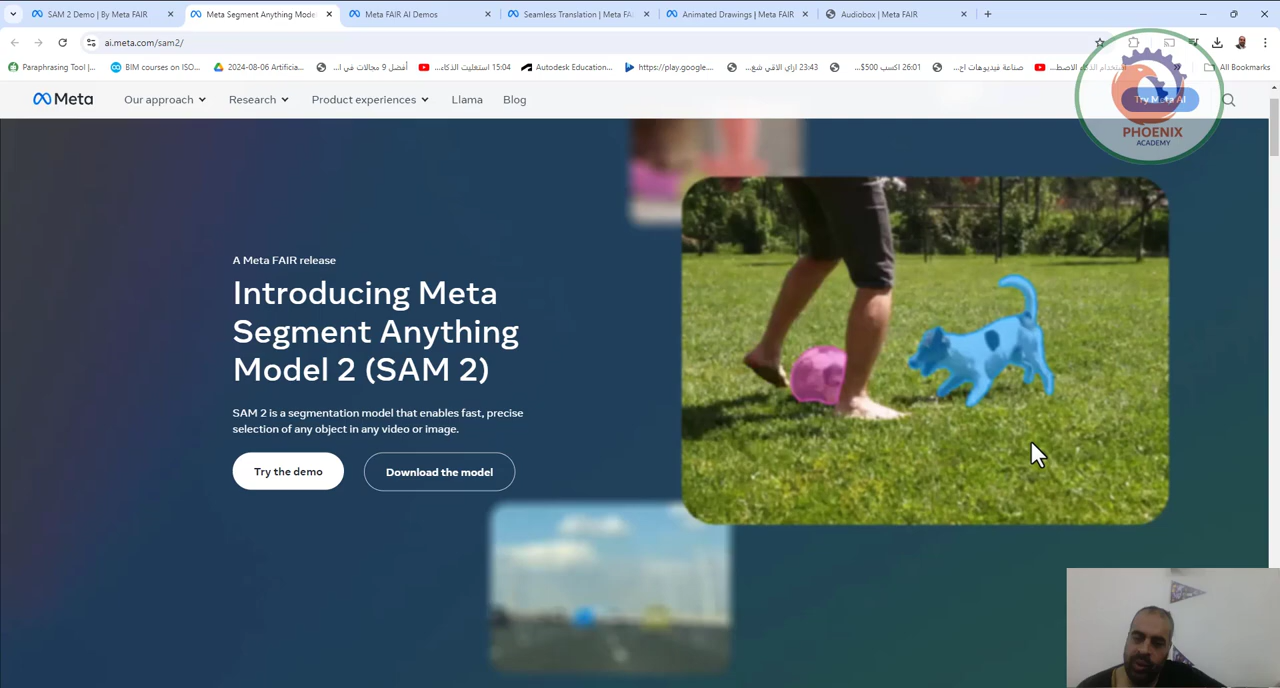 SAM 2 Demo | By Meta FAIR
Meta Segment Anything Mode
Meta FAIR AI Demos
Seamless Translation | Meta FA
Animated Drawings | Meta FAIR
Audiobox | Meta FAIR
ai.meta.com/sam2/
Paraphrasing Tool |...
BIM courses on ISO...
2024-08-06 Artificia...
أفضل 9 مجالات في ا...
15:04
Autodesk Education...
https://play.google....
23:43 ازاي الاقي شغ...
26:01 اكسب 500$...
صناعة فيديوهات اح...
All Bookmarks
Meta
Our approach
Research
Product experiences
Llama
Blog
Try Meta AI
PHOENIX
ACADEMY
A Meta FAIR release
Introducing Meta
Segment Anything
Model 2 (SAM 2)
SAM 2 is a segmentation model that enables fast, precise
selection of any object in any video or image.
Try the demo
Download the model